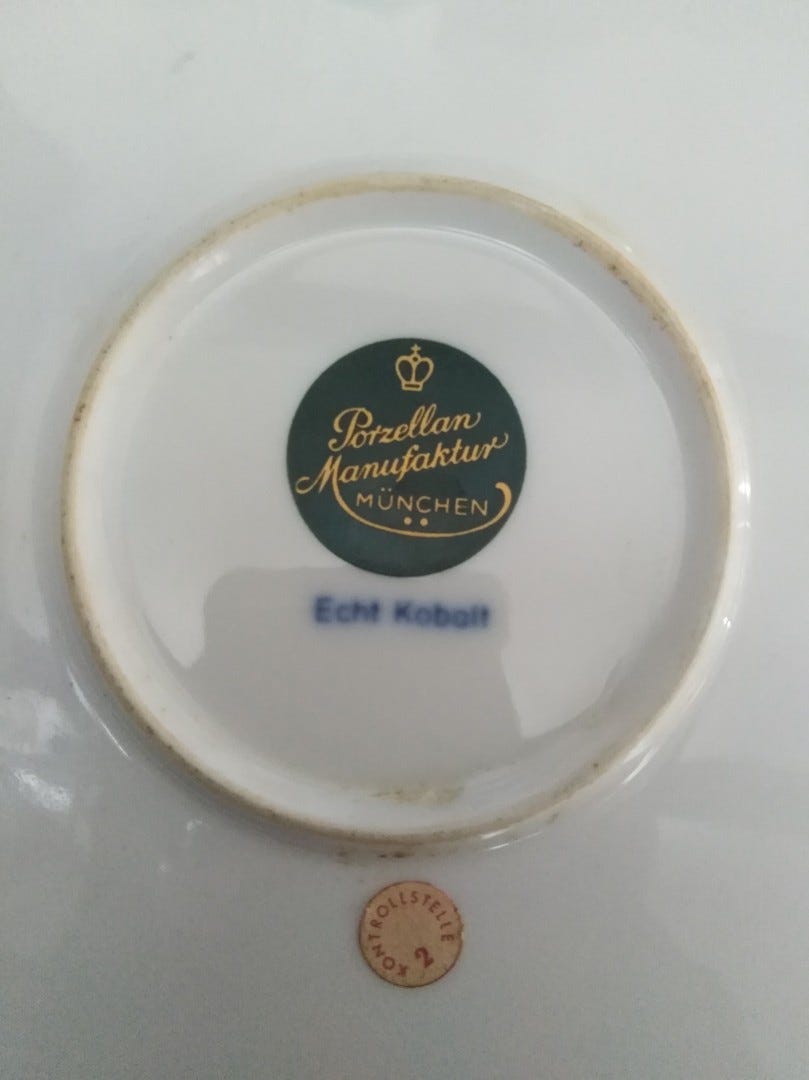 Porzellan
Manufaktur
MÜNCHEN
Echt Kobalt
KONTROLLSTELLE
2